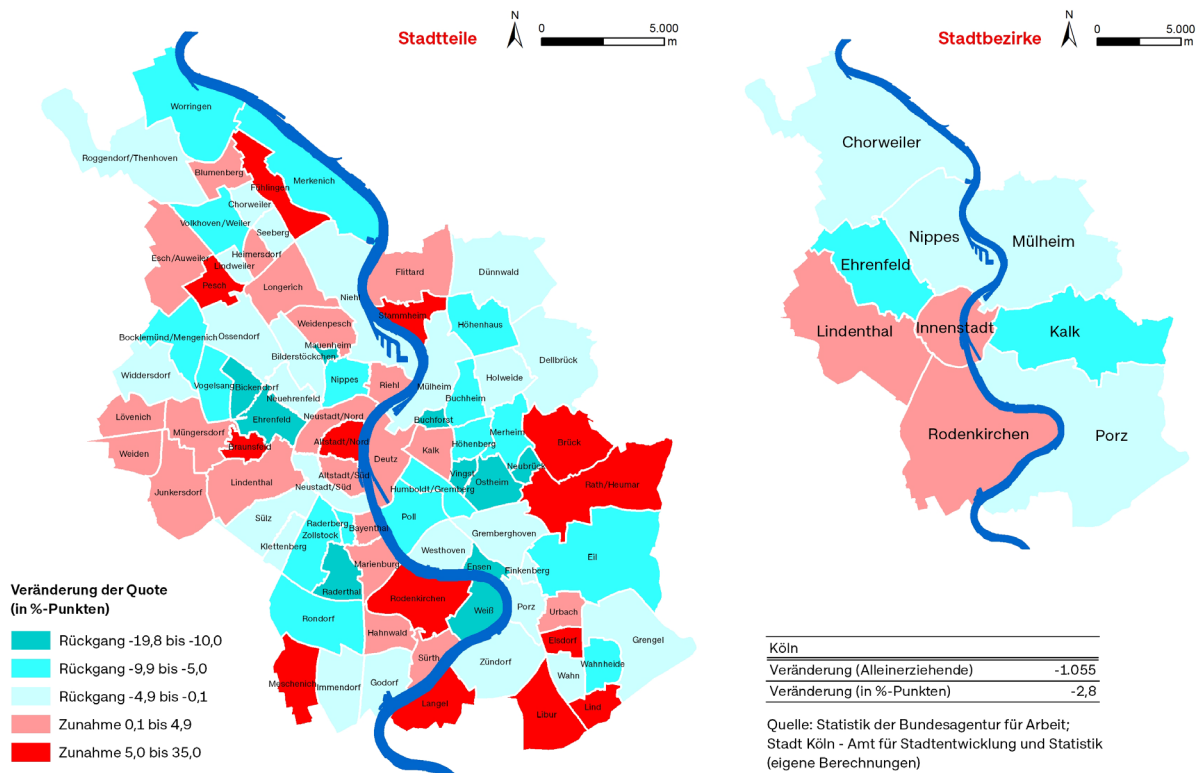 Stadtteile
N
0
5.000
m
Worringen
Roggendorf/Thenhoven
Blumenberg
Fühlingen
Merkenich
Chorweiler
Volkhoven/Weiler
Seeberg
Heimersdorf
Esch/Auweiler
Lindweiler
Pesch
Longerich
Niehl
Flittard
Dünnwald
Stammheim
Höhenhaus
Weidenpesch
Bocklemünd/Mengenich
Ossendorf
Mauenheim
Bilderstöckchen
Dellbrück
Widdersdorf
Vogelsang
Bickendorf
Nippes
Riehl
Mülheim
Holweide
Neuehrenfeld
Buchheim
Lövenich
Ehrenfeld
Neustadt/Nord
Buchforst
Müngersdorf
Merheim
Braunsfeld
Altstadt/Nord
Höhenberg
Brück
Weiden
Kalk
Deutz
Neubrück
Vingst
Junkersdorf
Lindenthal
Altstadt/Süd
Ostheim
Rath/Heumar
Neustadt/Süd
Humboldt/Gremberg
Sülz
Raderberg
Poll
Bayenthal
Zollstock
Gremberghoven
Klettenberg
Westhoven
Eil
Marienburg
Ensen
Finkenberg
Raderthal
Rodenkirchen
Weiß
Porz
Urbach
Rondorf
Hahnwald
Elsdorf
Grengel
Sürth
Zündorf
Wahnheide
Wahn
Meschenich
Immendorf
Godorf
Langel
Libur
Lind
Veränderung der Quote
(in %-Punkten)
Rückgang -19,8 bis -10,0
Rückgang -9,9 bis -5,0
Rückgang -4,9 bis -0,1
Zunahme 0,1 bis 4,9
Zunahme 5,0 bis 35,0
Stadtbezirke
N
0
5.000
m
Chorweiler
Nippes
Mülheim
Ehrenfeld
Lindenthal
Innenstadt
Kalk
Rodenkirchen
Porz
Köln
Veränderung (Alleinerziehende) -1.055
Veränderung (in %-Punkten) -2,8
Quelle: Statistik der Bundesagentur für Arbeit;
Stadt Köln - Amt für Stadtentwicklung und Statistik
(eigene Berechnungen)